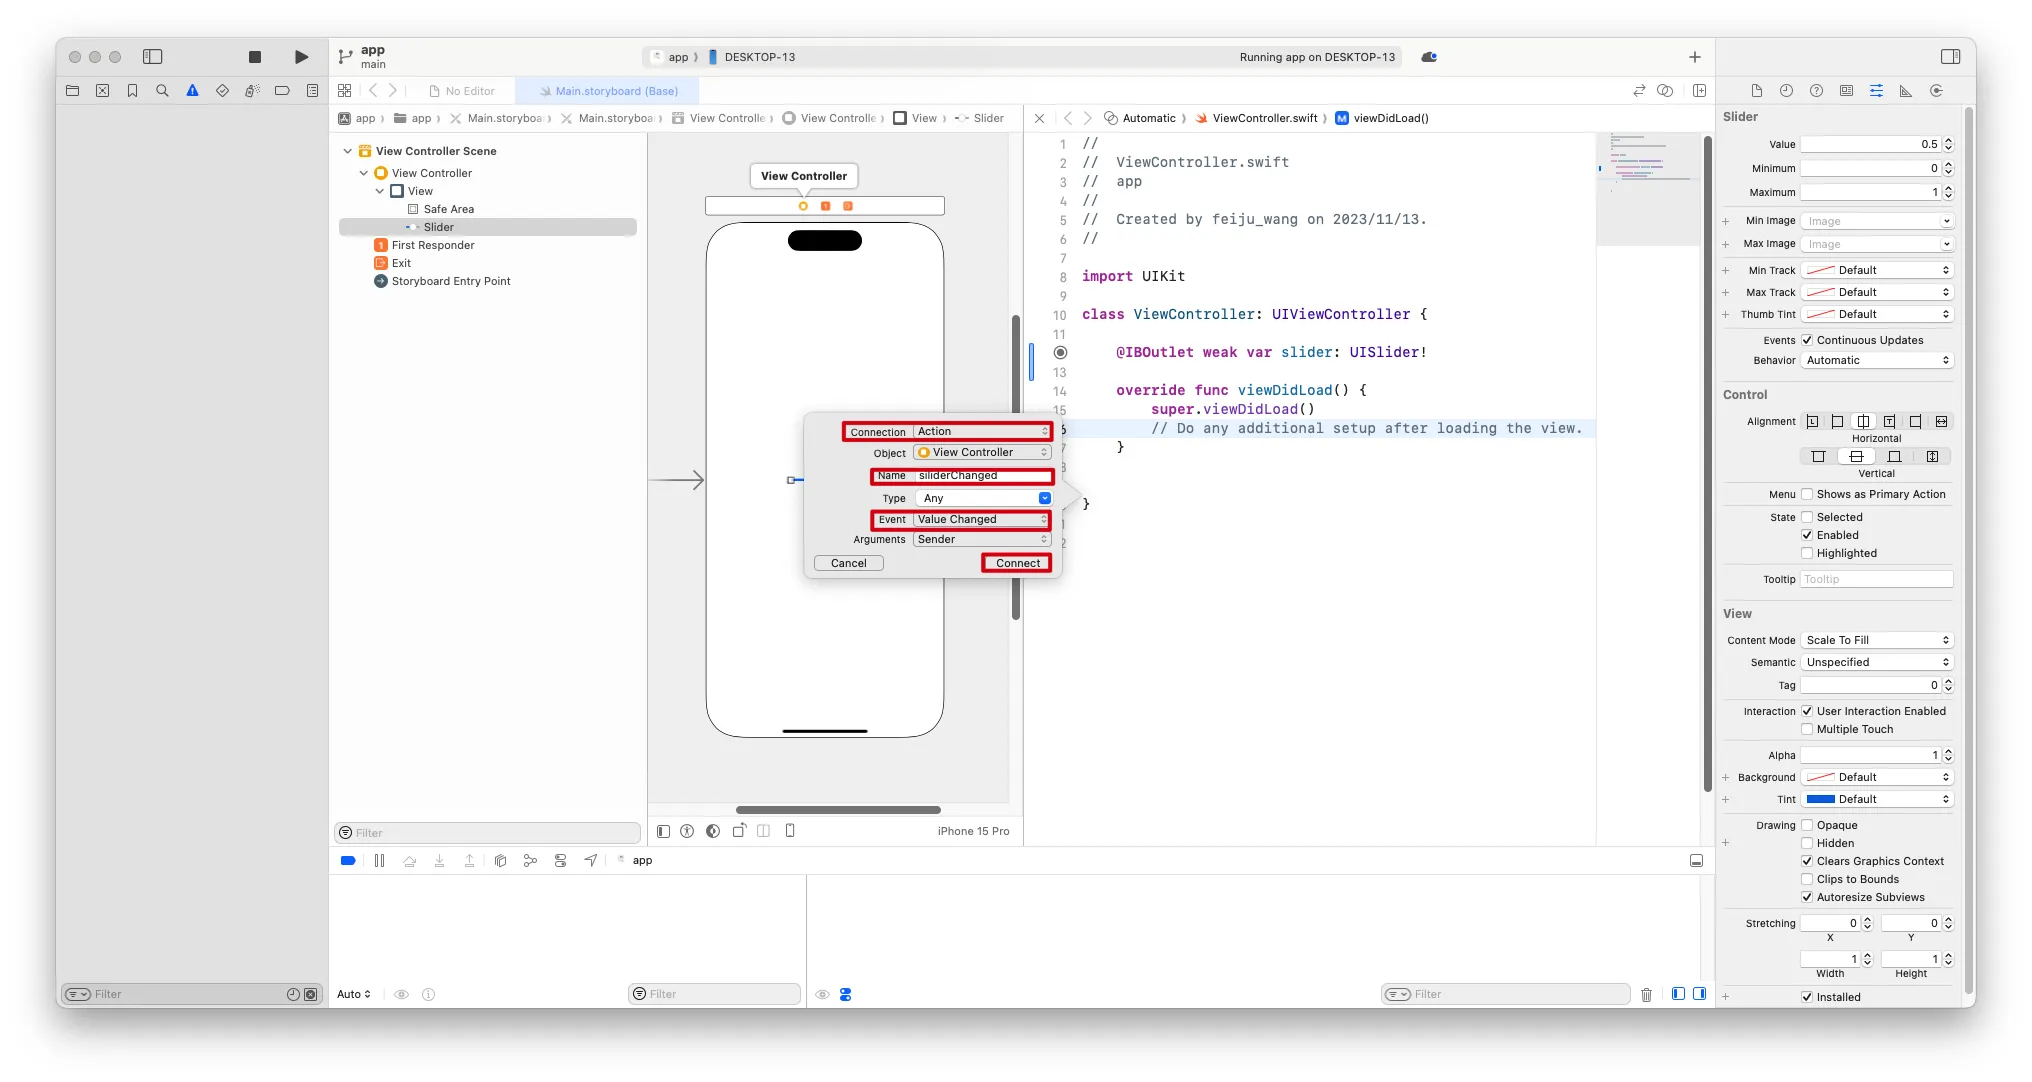 app
main
app
DESKTOP-13
Running app on DESKTOP-13
No Editor
Main.storyboard (Base)
app
app
Main.storyboa
Main.storyboa
View Controlle
View Controlle
View
Slider
Automatic
ViewController.swift
M
viewDidLoad()
View Controller Scene
View Controller
View
Safe Area
Slider
1
First Responder
Exit
Storyboard Entry Point
Filter
View Controller
1 //
2 // ViewController.swift
3 // app
4 //
5 // Created by feiju_wang on 2023/11/13.
6 //
7
8 import UIKit
9
10 class ViewController: UIViewController {
11
@IBOutlet weak var slider: UISlider!
13
14 override func viewDidLoad() {
15 super.viewDidLoad()
6 // Do any additional setup after loading the view.
7 }
8
}
1
2
Connection Action
Object View Controller
Name siliderChanged
Type Any
Event Value Changed
Arguments Sender
Cancel
Connect
iPhone 15 Pro
app
Auto
Filter
Filter
Filter
Slider
Value 0.5
Minimum 0
Maximum 1
Min Image Image
Max Image Image
Min Track Default
Max Track Default
Thumb Tint Default
Events Continuous Updates
Behavior Automatic
Control
Alignment
Horizontal
Vertical
Menu Shows as Primary Action
State Selected
Enabled
Highlighted
Tooltip Tooltip
View
Content Mode Scale To Fill
Semantic Unspecified
Tag 0
Interaction User Interaction Enabled
Multiple Touch
Alpha 1
Background Default
Tint Default
Drawing Opaque
Hidden
Clears Graphics Context
Clips to Bounds
Autoresize Subviews
Stretching 0 0
X Y
1 1
Width Height
Installed
Filter